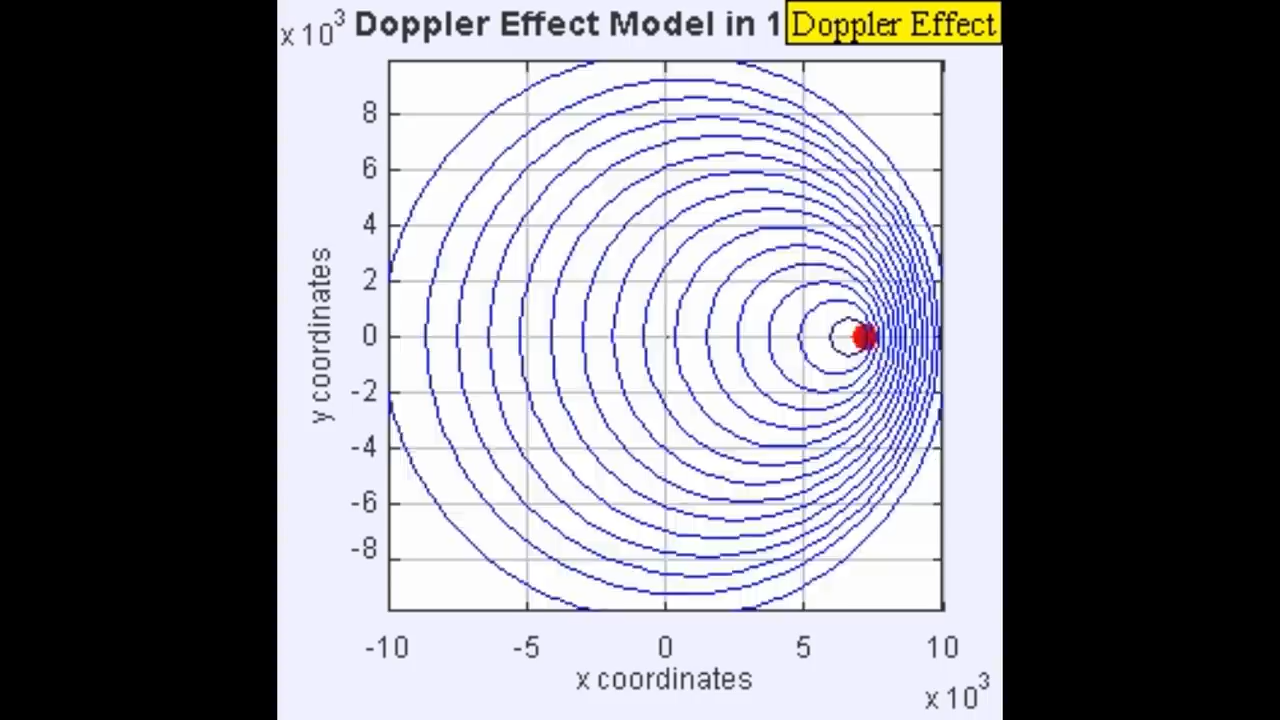 x 10³ Doppler Effect Model in 1
Doppler Effect
8
6
4
2
0
-2
-4
-6
-8
y coordinates
-10 -5 0 5 10
x coordinates
x 10³